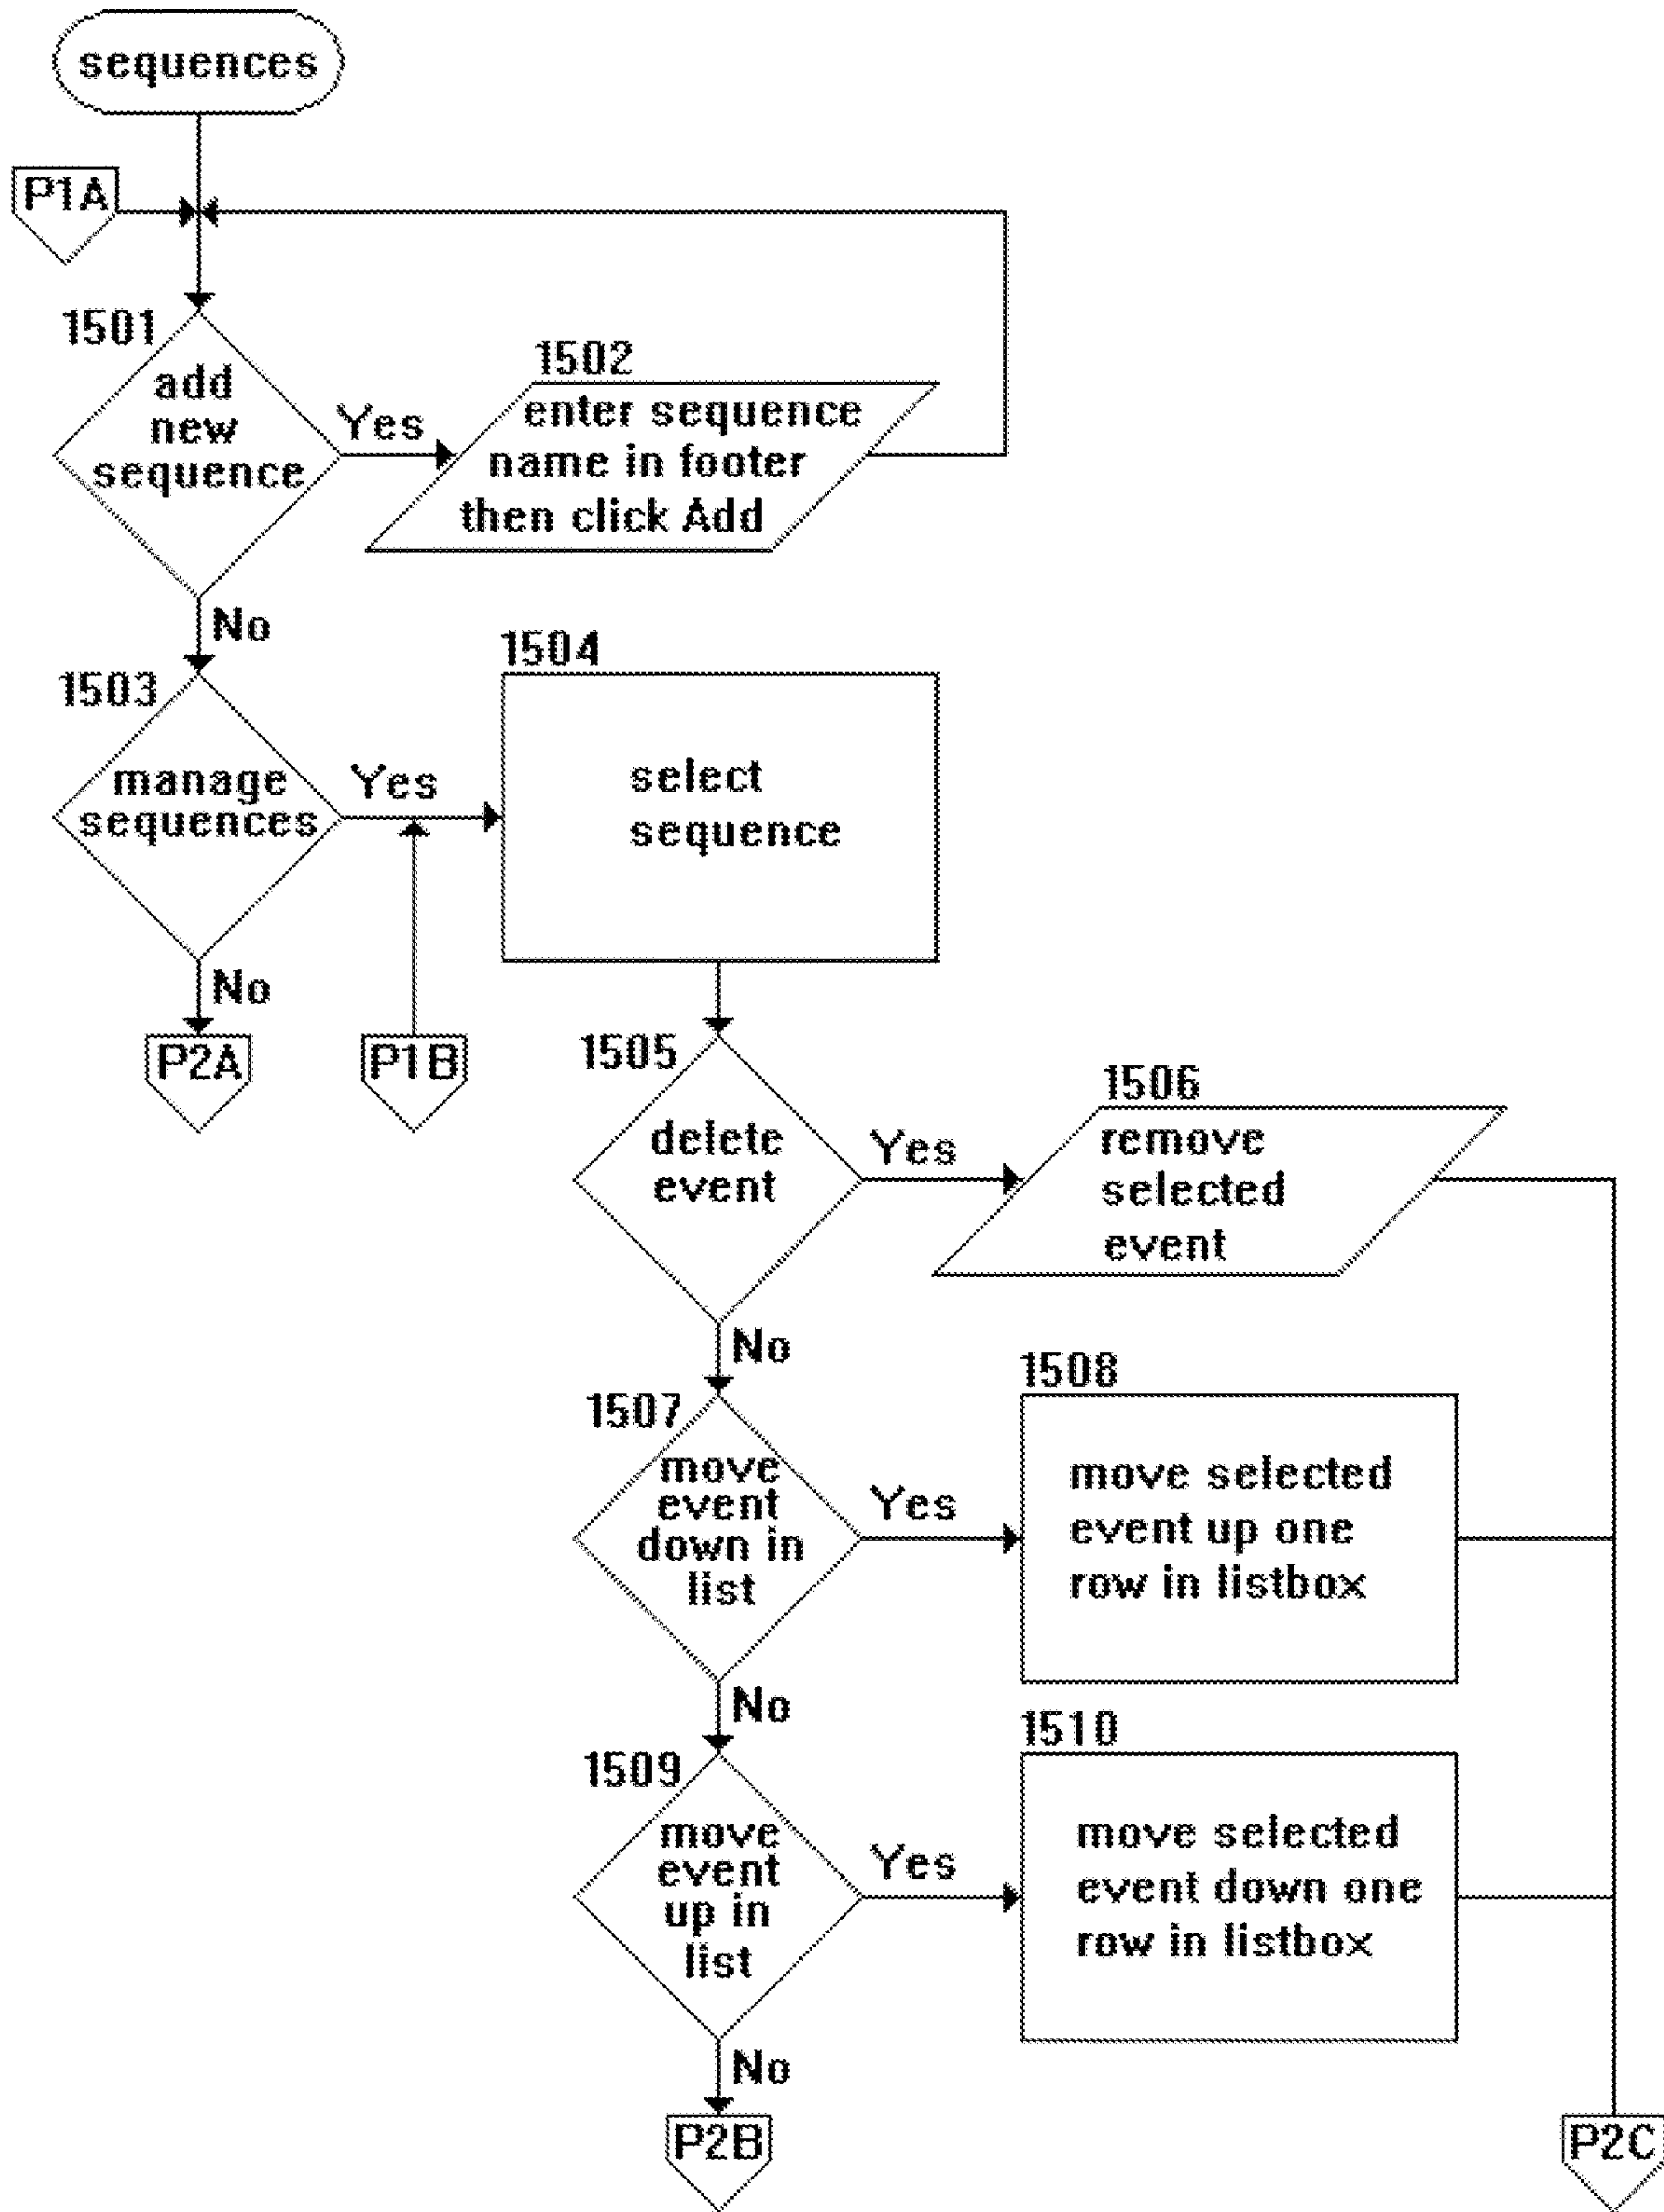 sequences
P1A
1501
add
new
sequence
Yes
1502
enter sequence
name in footer
then click Add
No
1503
manage
sequences
Yes
1504
select
sequence
No
P2A
P1B
1505
delete
event
Yes
1506
remove
selected
event
No
1507
move
event
down in
list
Yes
1508
move selected
event up one
row in listbox
No
1509
move
event
up in
list
Yes
1510
move selected
event down one
row in listbox
No
P2B
P2C